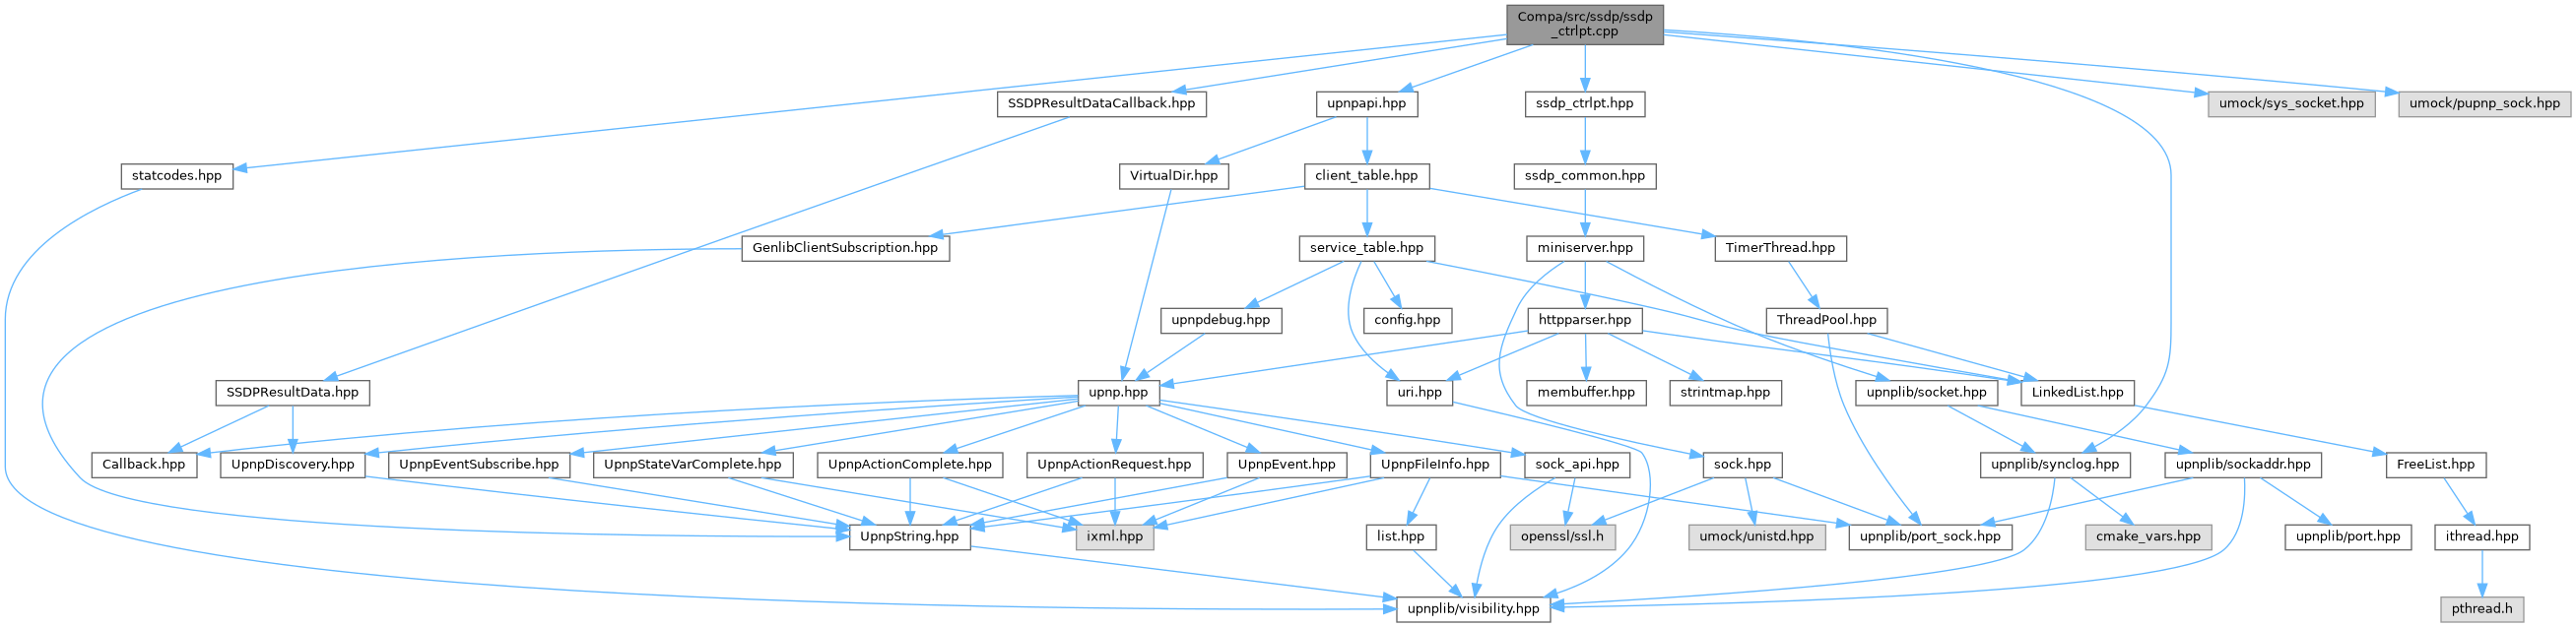 Compa/src/ssdp/ssdp
_ctrlpt.cpp
SSDPResultDataCallback.hpp
upnpapi.hpp
ssdp_ctrlpt.hpp
umock/sys_socket.hpp
umock/pupnp_sock.hpp
statcodes.hpp
VirtualDir.hpp
client_table.hpp
ssdp_common.hpp
GenlibClientSubscription.hpp
service_table.hpp
miniserver.hpp
TimerThread.hpp
upnpdebug.hpp
config.hpp
httpparser.hpp
ThreadPool.hpp
SSDPResultData.hpp
upnp.hpp
uri.hpp
membuffer.hpp
strintmap.hpp
upnplib/socket.hpp
LinkedList.hpp
Callback.hpp
UpnpDiscovery.hpp
UpnpEventSubscribe.hpp
UpnpStateVarComplete.hpp
UpnpActionComplete.hpp
UpnpActionRequest.hpp
UpnpEvent.hpp
UpnpFileInfo.hpp
sock_api.hpp
sock.hpp
upnplib/synclog.hpp
upnplib/sockaddr.hpp
FreeList.hpp
UpnpString.hpp
ixml.hpp
list.hpp
openssl/ssl.h
umock/unistd.hpp
upnplib/port_sock.hpp
cmake_vars.hpp
upnplib/port.hpp
ithread.hpp
upnplib/visibility.hpp
pthread.h